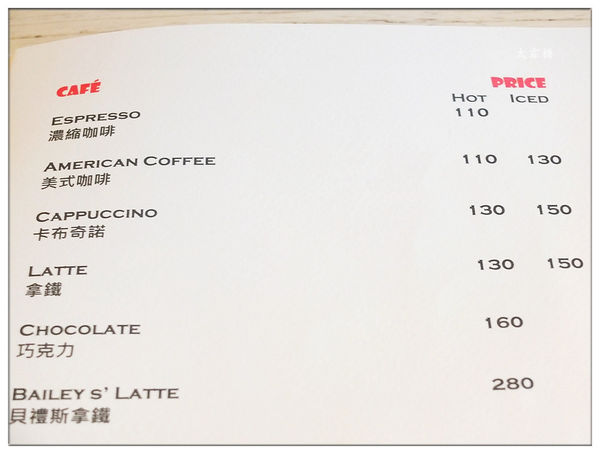 CAFÉ PRICE
HOT ICED
ESPRESSO 110
濃縮咖啡
AMERICAN COFFEE 110 130
美式咖啡
CAPPUCCINO 130 150
卡布奇諾
LATTE 130 150
拿鐵
CHOCOLATE 160
巧克力
BAILEY S' LATTE 280
貝禮斯拿鐵